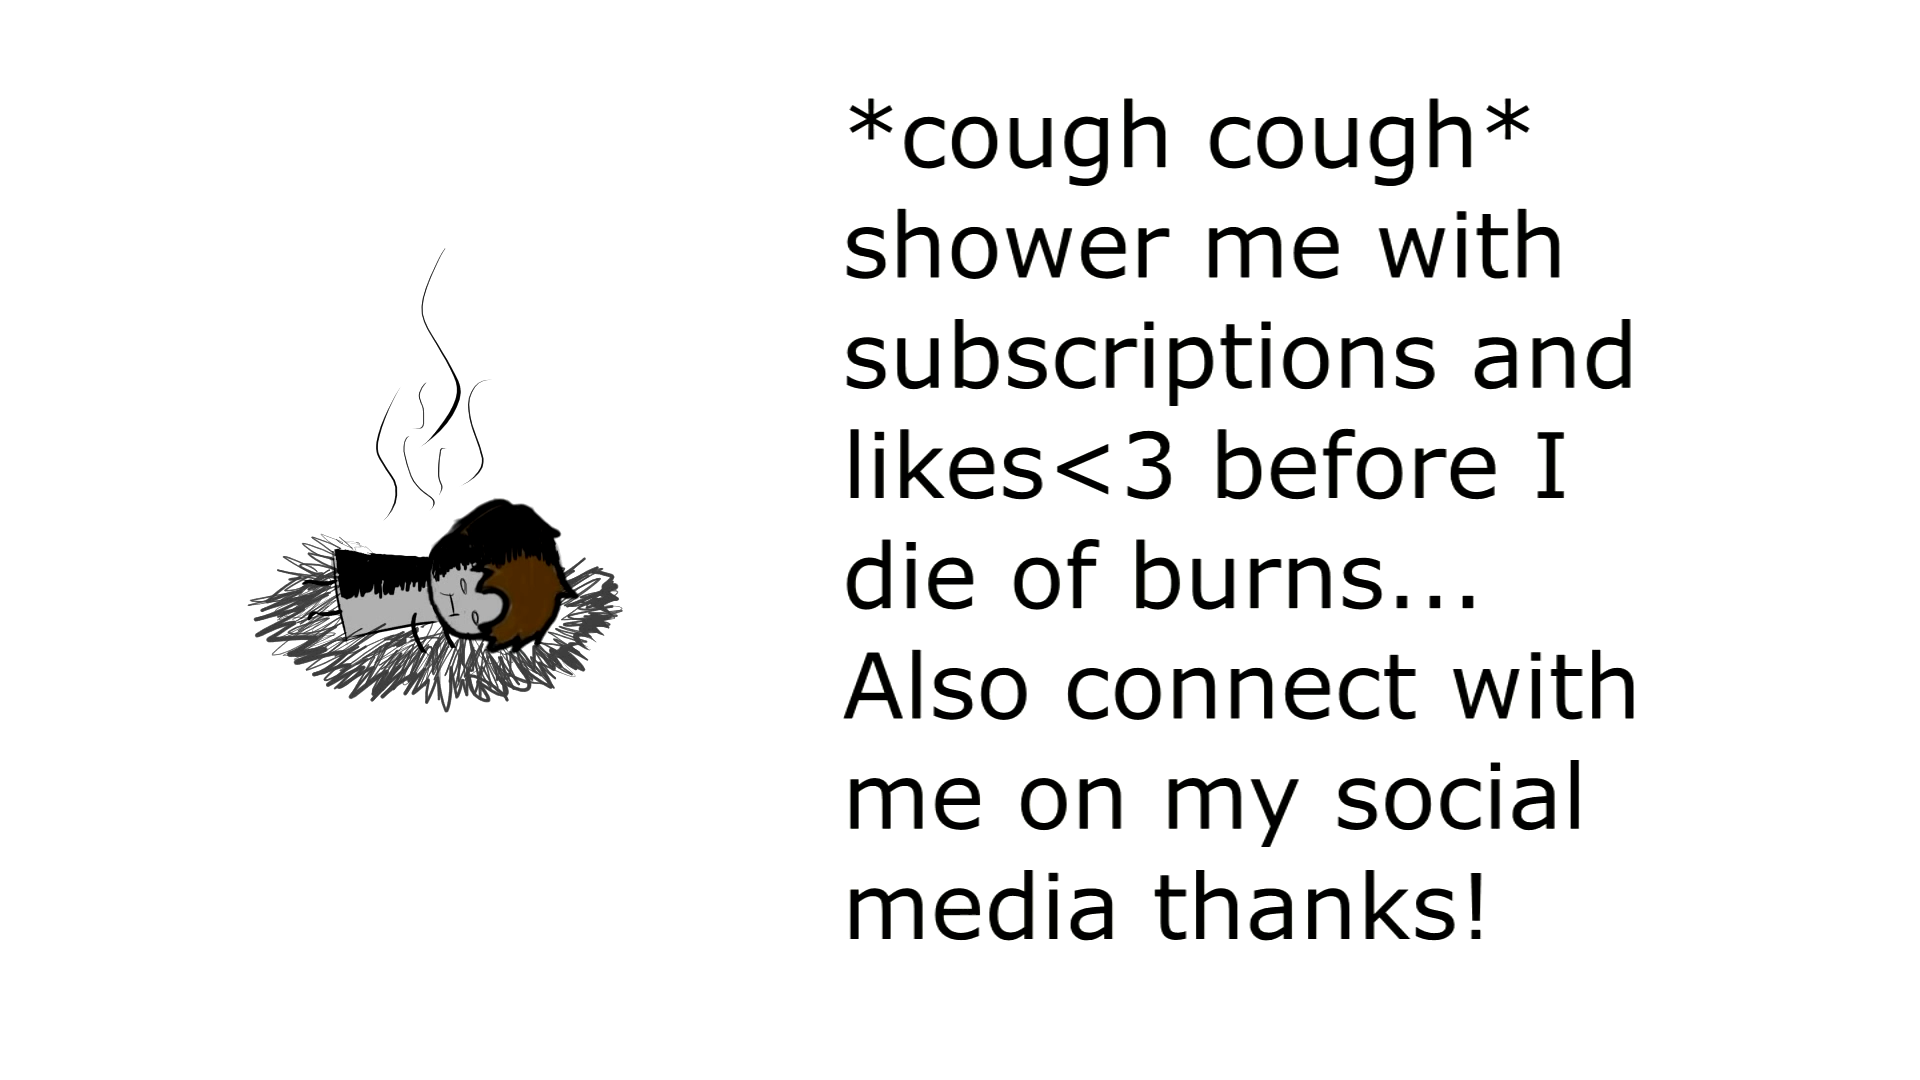 *cough cough*
shower me with
subscriptions and
likes<3 before I
die of burns...
Also connect with
me on my social
media thanks!